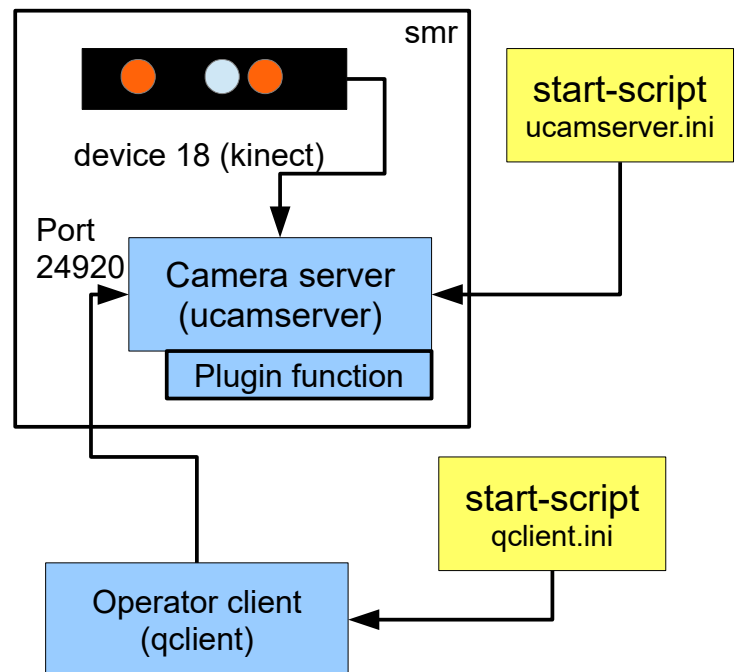 smr
start-script
ucamserver.ini
device 18 (kinect)
Port
24920
Camera server
(ucamserver)
Plugin function
start-script
qclient.ini
Operator client
(qclient)